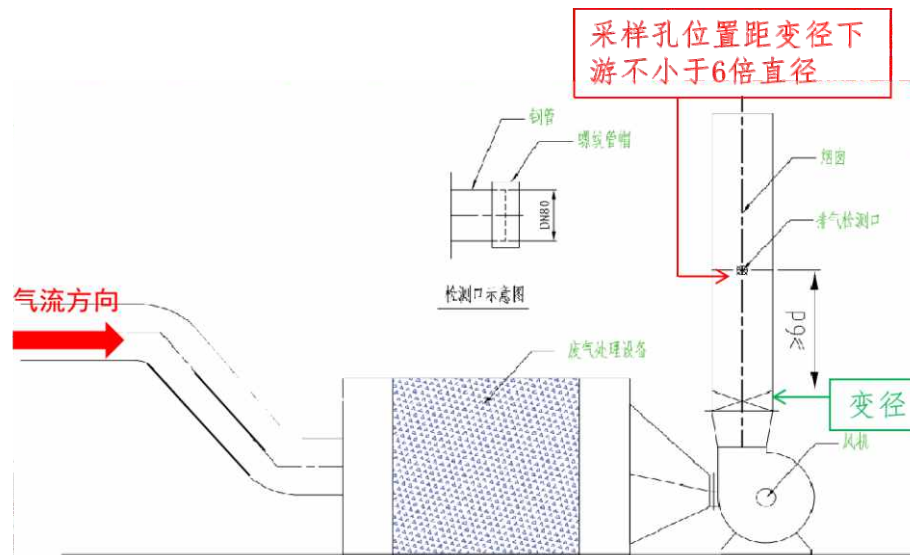 采样孔位置距变径下
游不小于6倍直径
钢管
螺纹管帽
烟囱
DN80
排气检测口
检测口示意图
气流方向
≥6d
废气处理设备
变径
风机